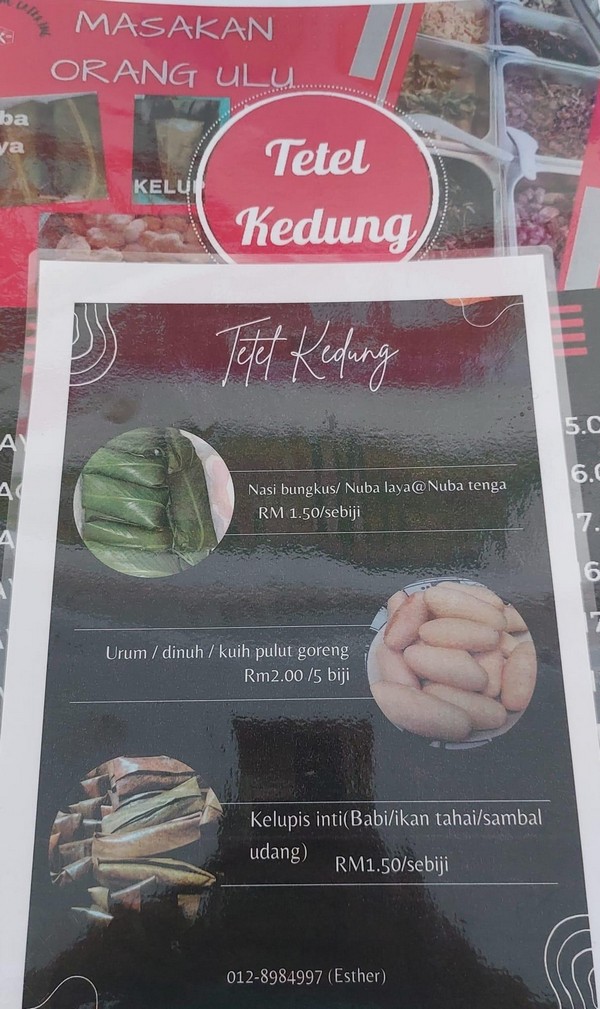 MASAKAN
ORANG ULU
KELUP
Tetel
Kedung
Tetel Kedung
Nasi bungkus/ Nuba laya@Nuba tenga
RM 1.50/sebiji
Urum / dinuh / kuih pulut goreng
Rm2.00 /5 biji
Kelupis inti(Babi/ikan tahai/sambal
udang)
RM1.50/sebiji
012-8984997 (Esther)